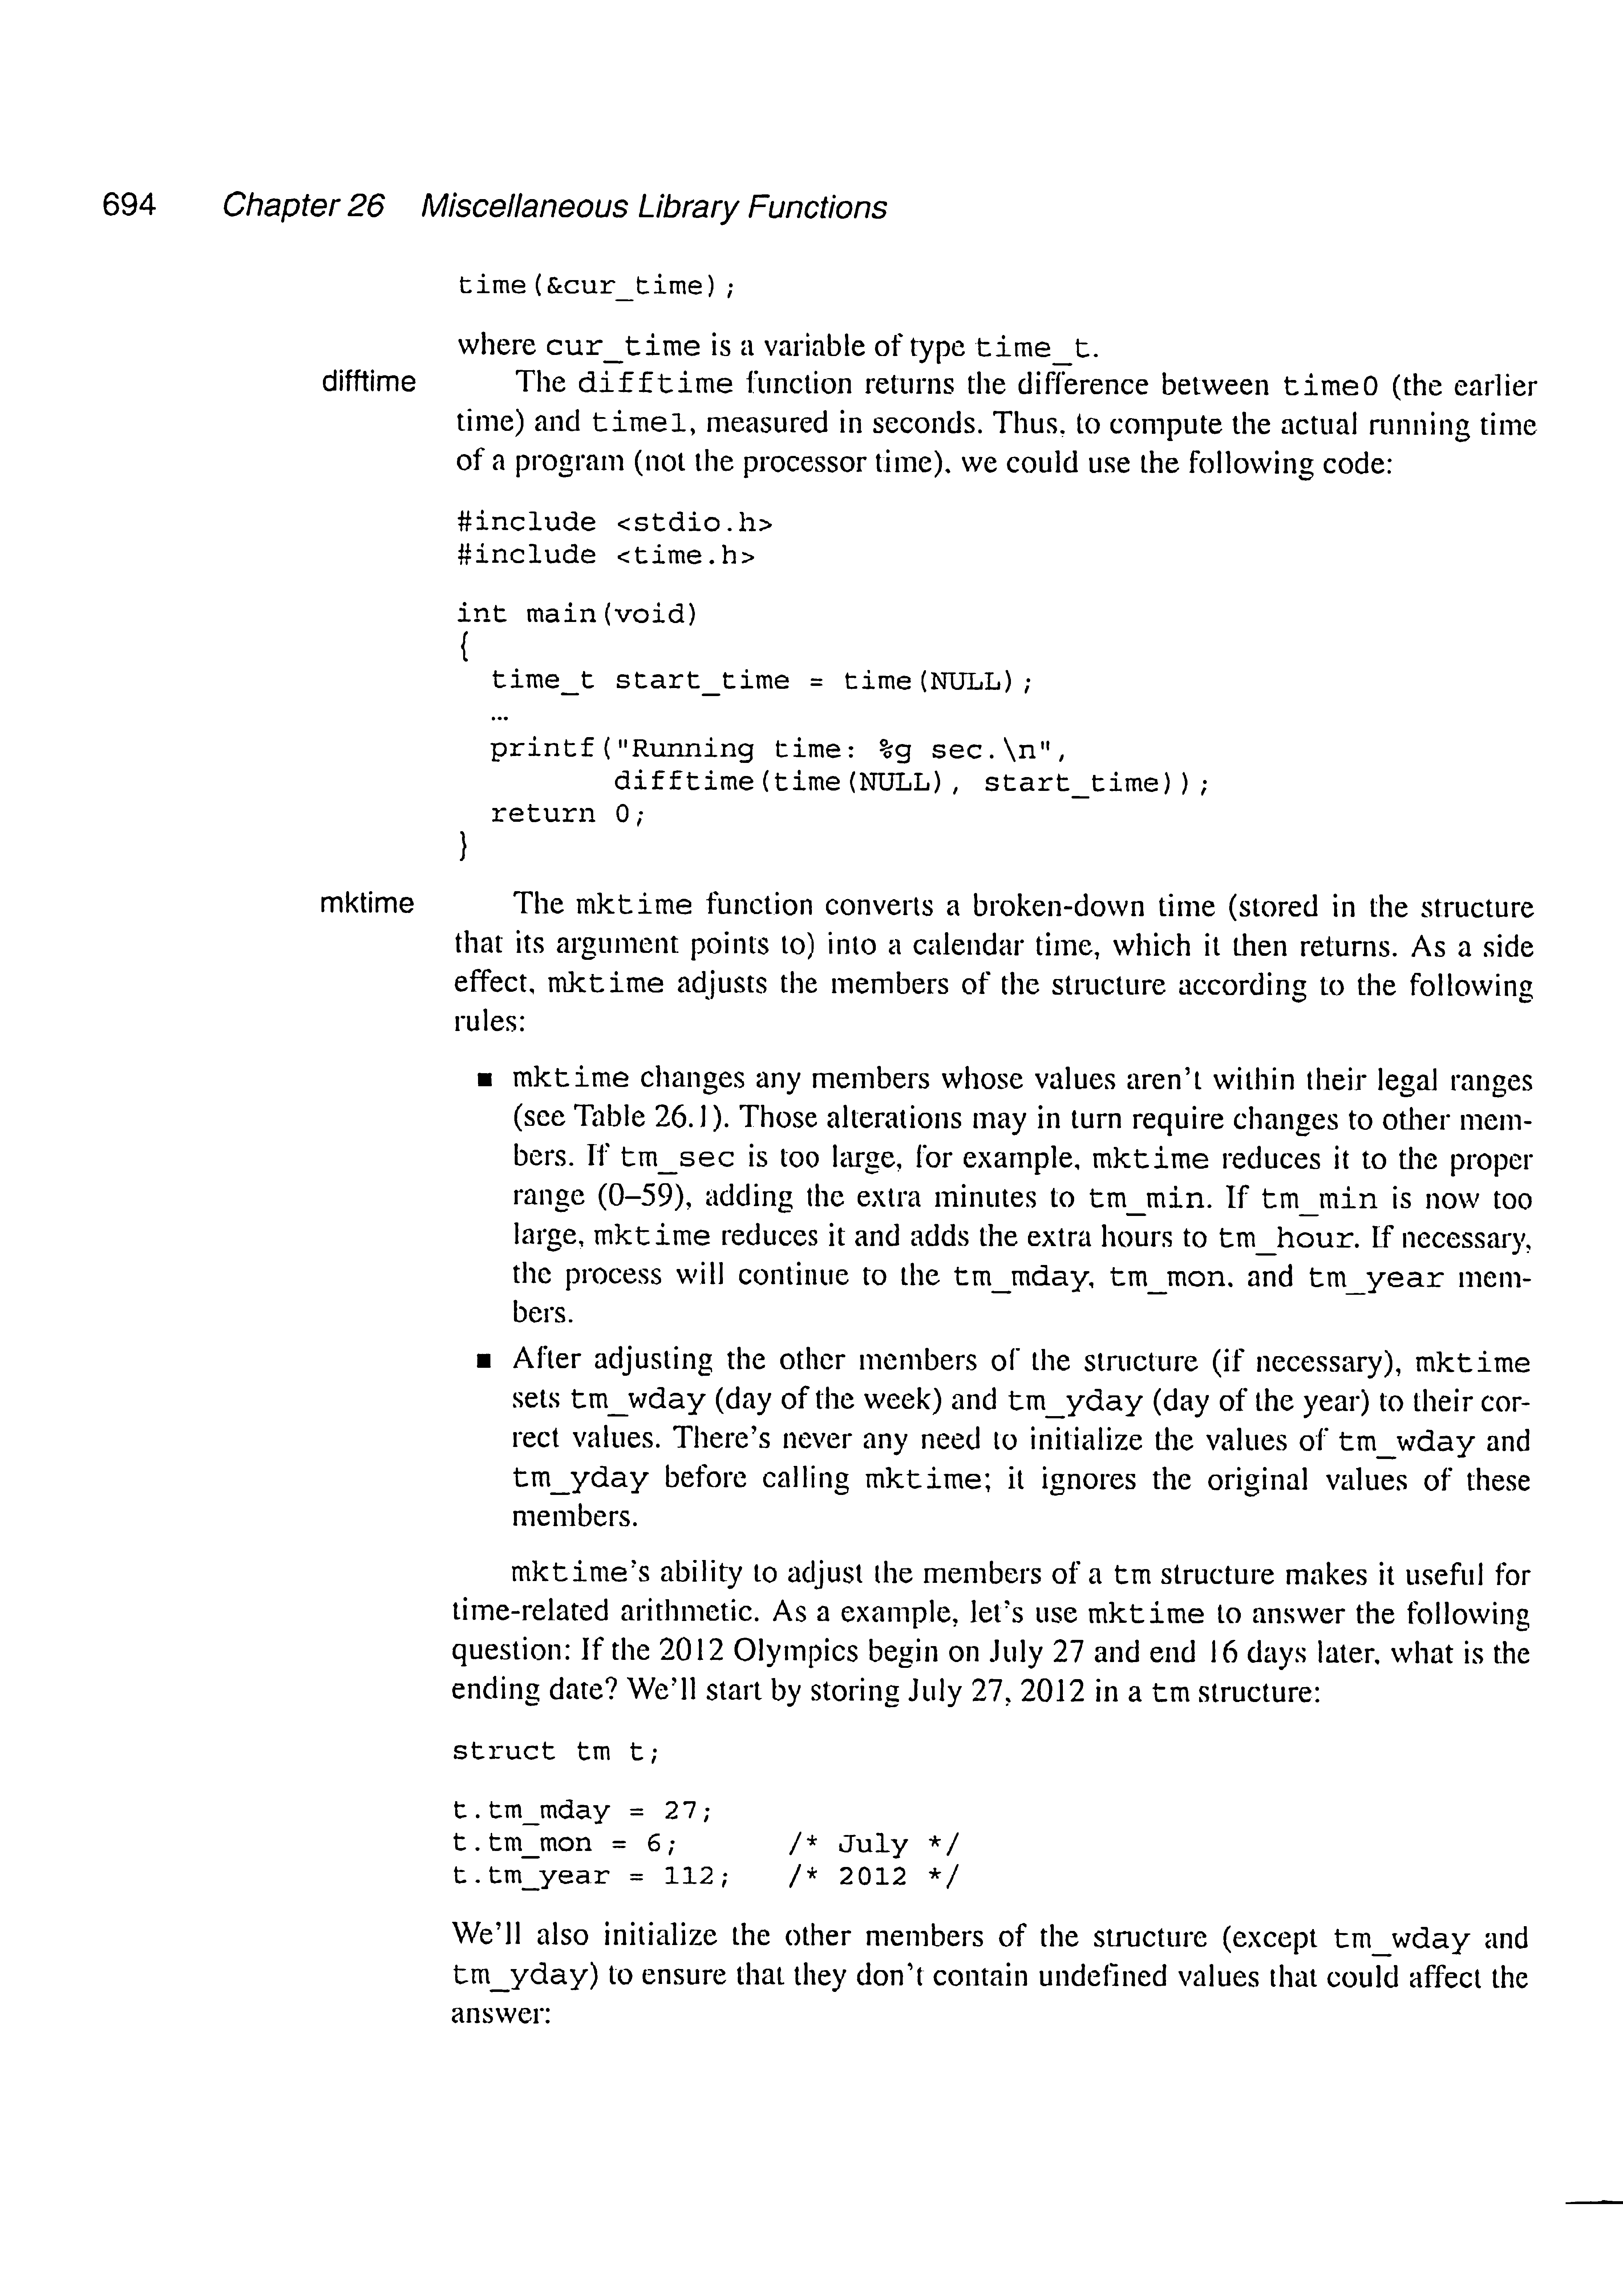 694 Chapter 26 Miscellaneous Library Functions
time(&cur_time);
where cur_time is a variable of type time_t.
difftime The difftime function returns the difference between time0 (the earlier
time) and time1, measured in seconds. Thus, to compute the actual running time
of a program (not the processor time), we could use the following code:
#include <stdio.h>
#include <time.h>
int main(void)
{
time_t start_time = time(NULL);
…
printf("Running time: %g sec.\n",
difftime(time(NULL), start_time));
return 0;
}
mktime The mktime function converts a broken-down time (stored in the structure
that its argument points to) into a calendar time, which it then returns. As a side
effect, mktime adjusts the members of the structure according to the following
rules:
■ mktime changes any members whose values aren't within their legal ranges
(see Table 26.1). Those alterations may in turn require changes to other mem-
bers. If tm_sec is too large, for example, mktime reduces it to the proper
range (0–59), adding the extra minutes to tm_min. If tm_min is now too
large, mktime reduces it and adds the extra hours to tm_hour. If necessary,
the process will continue to the tm_mday, tm_mon, and tm_year mem-
bers.
■ After adjusting the other members of the structure (if necessary), mktime
sets tm_wday (day of the week) and tm_yday (day of the year) to their cor-
rect values. There's never any need to initialize the values of tm_wday and
tm_yday before calling mktime; it ignores the original values of these
members.
mktime's ability to adjust the members of a tm structure makes it useful for
time-related arithmetic. As a example, let's use mktime to answer the following
question: If the 2012 Olympics begin on July 27 and end 16 days later, what is the
ending date? We'll start by storing July 27, 2012 in a tm structure:
struct tm t;
t.tm_mday = 27;
t.tm_mon = 6; /* July */
t.tm_year = 112; /* 2012 */
We'll also initialize the other members of the structure (except tm_wday and
tm_yday) to ensure that they don't contain undefined values that could affect the
answer: